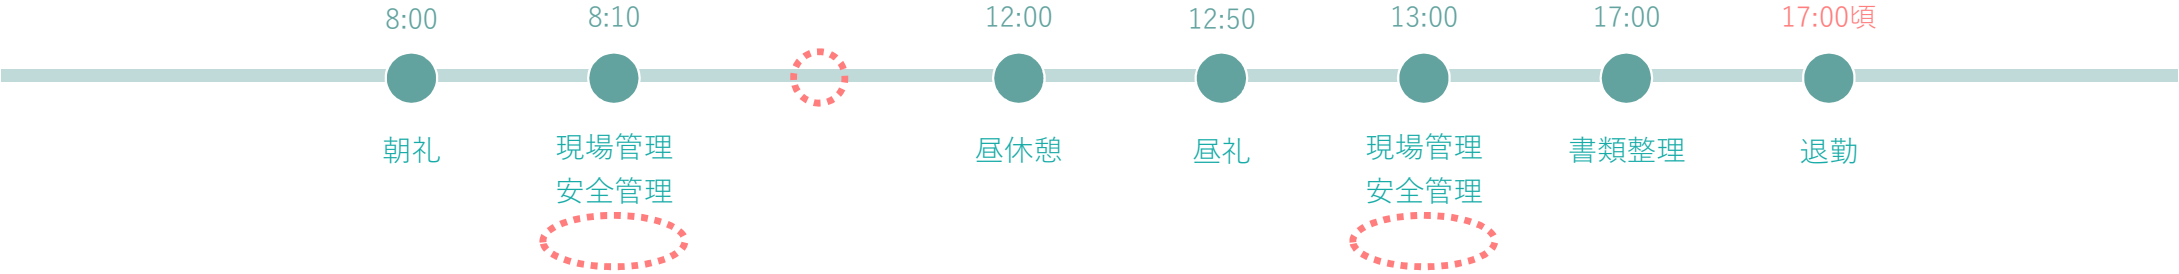 8:00
8:10
12:00
12:50
13:00
17:00
17:00頃
朝礼
現場管理
安全管理
昼休憩
昼礼
現場管理
安全管理
書類整理
退勤